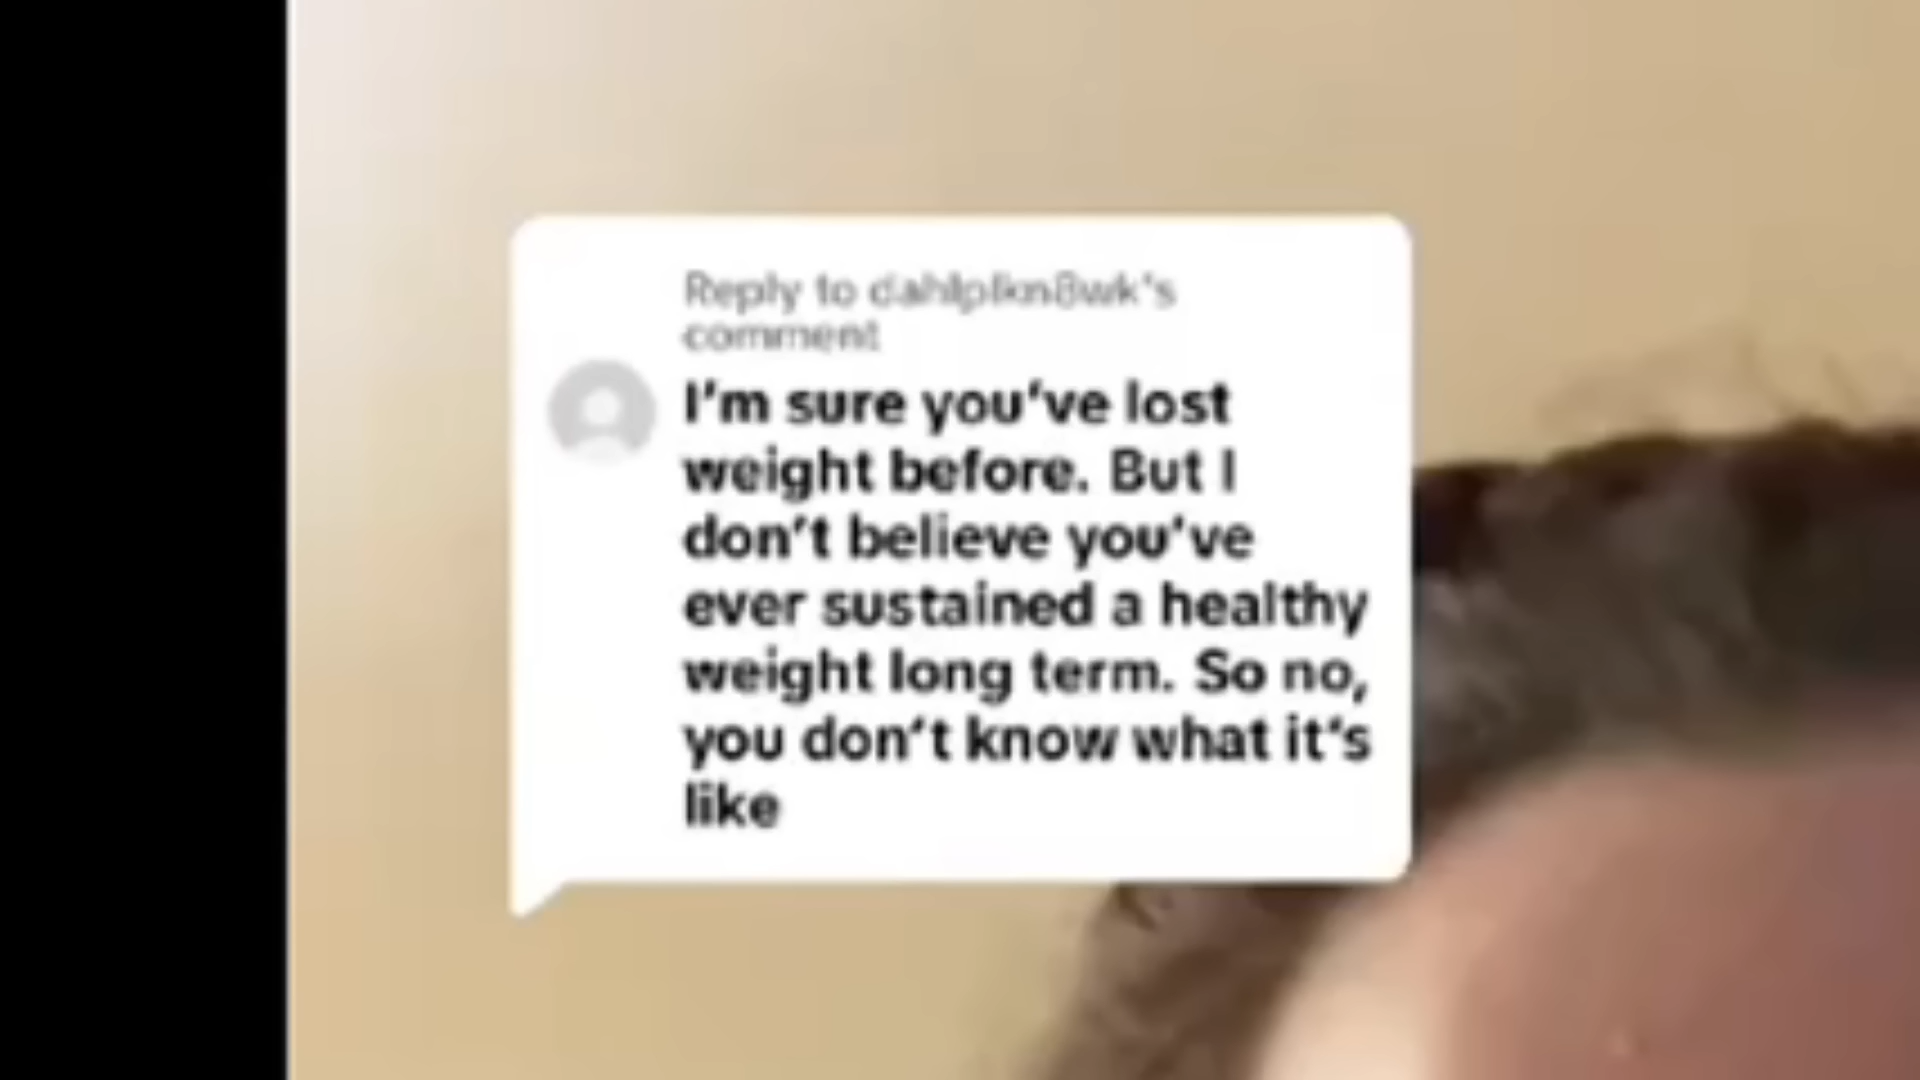 Reply to
comment
I'm sure you've lost
weight before. But I
don't believe you've
ever sustained a healthy
weight long term. So no,
you don't know what it's
like